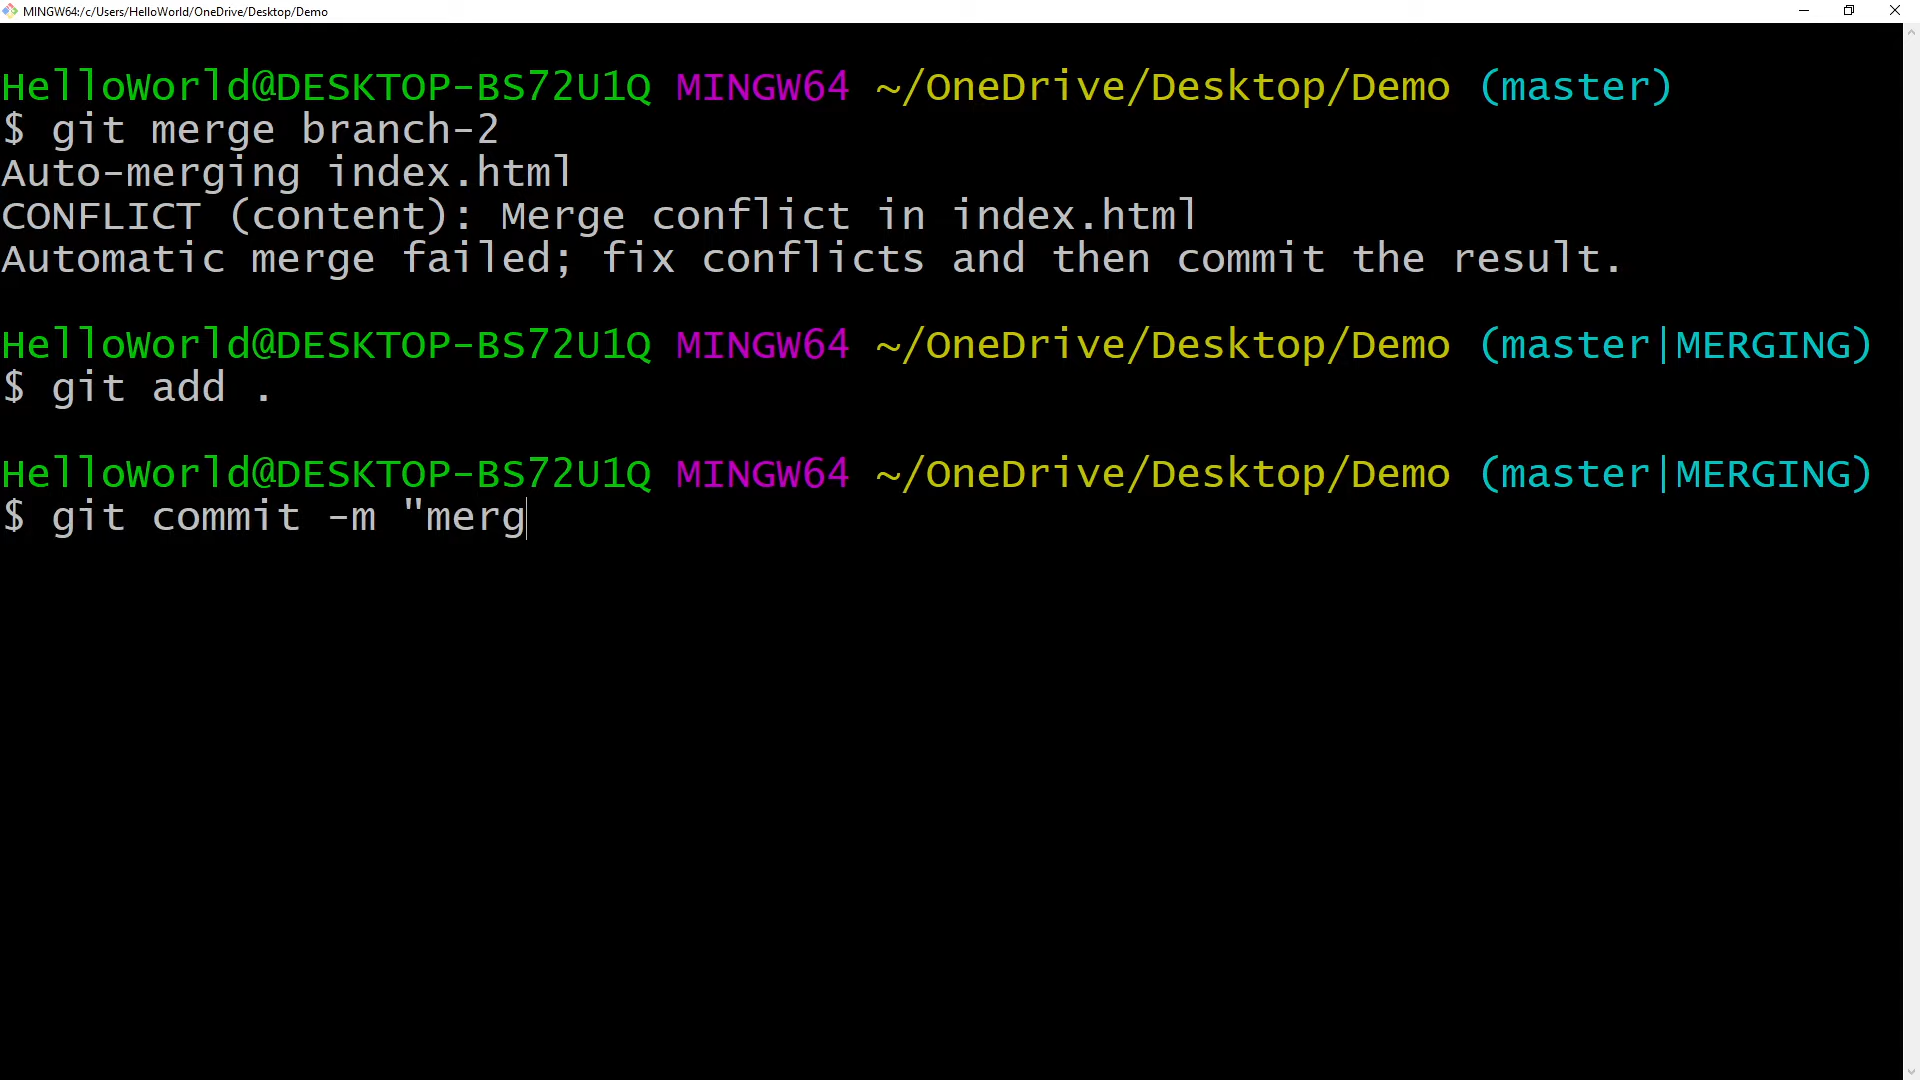 MINGW64:/c/Users/HelloWorld/OneDrive/Desktop/Demo
HelloWorld@DESKTOP-BS72U1Q MINGW64 ~/OneDrive/Desktop/Demo (master)
$ git merge branch-2
Auto-merging index.html
CONFLICT (content): Merge conflict in index.html
Automatic merge failed; fix conflicts and then commit the result.
HelloWorld@DESKTOP-BS72U1Q MINGW64 ~/OneDrive/Desktop/Demo (master|MERGING)
$ git add .
HelloWorld@DESKTOP-BS72U1Q MINGW64 ~/OneDrive/Desktop/Demo (master|MERGING)
$ git commit -m "merg